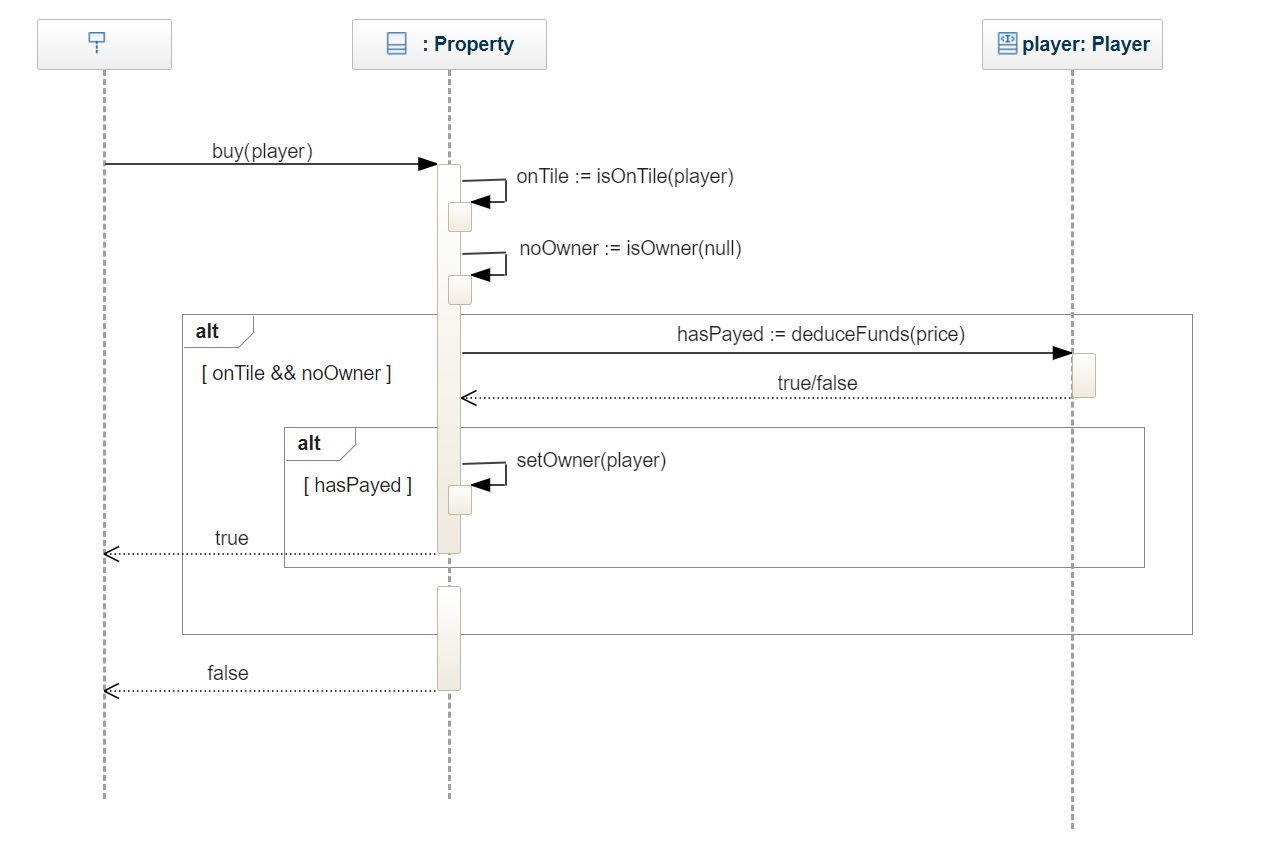 : Property
player: Player
buy(player)
onTile := isOnTile(player)
noOwner := isOwner(null)
alt
hasPayed := deduceFunds(price)
[ onTile && noOwner ]
true/false
alt
setOwner(player)
[ hasPayed ]
true
false